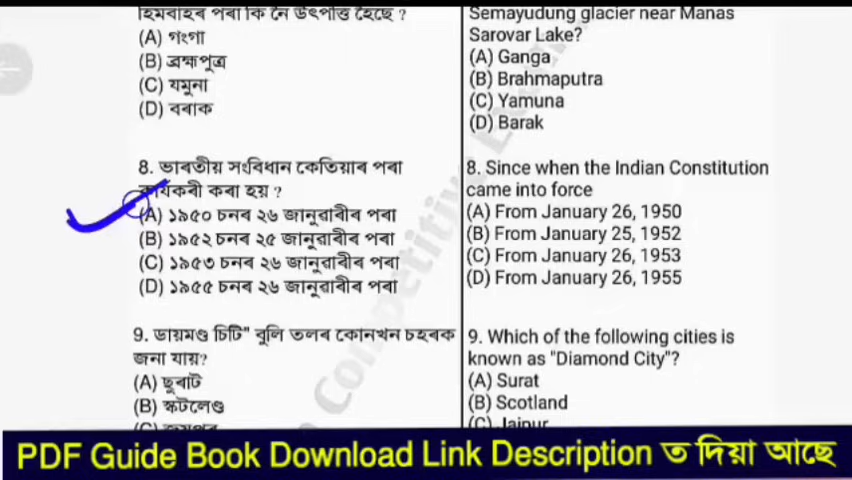 হিমবাহৰ পৰা কি নৈ উৎপত্তি হৈছে ?
(A) গংগা
(B) ব্ৰহ্মপুত্ৰ
(C) যমুনা
(D) বৰাক
8. ভাৰতীয় সংবিধান কেতিয়াৰ পৰা
কাৰ্যকৰী কৰা হয় ?
(A) ১৯৫০ চনৰ ২৬ জানুৱাৰীৰ পৰা
(B) ১৯৫২ চনৰ ২৫ জানুৱাৰীৰ পৰা
(C) ১৯৫৩ চনৰ ২৬ জানুৱাৰীৰ পৰা
(D) ১৯৫৫ চনৰ ২৬ জানুৱাৰীৰ পৰা
9. ডায়মণ্ড চিটি" বুলি তলৰ কোনখন চহৰক
জনা যায়?
(A) ছুৰাট
(B) স্কটলেণ্ড
(C) জয়পুৰ
Semayudung glacier near Manas
Sarovar Lake?
(A) Ganga
(B) Brahmaputra
(C) Yamuna
(D) Barak
8. Since when the Indian Constitution
came into force
(A) From January 26, 1950
(B) From January 25, 1952
(C) From January 26, 1953
(D) From January 26, 1955
9. Which of the following cities is
known as "Diamond City"?
(A) Surat
(B) Scotland
(C) Jaipur
PDF Guide Book Download Link Description ত দিয়া আছে